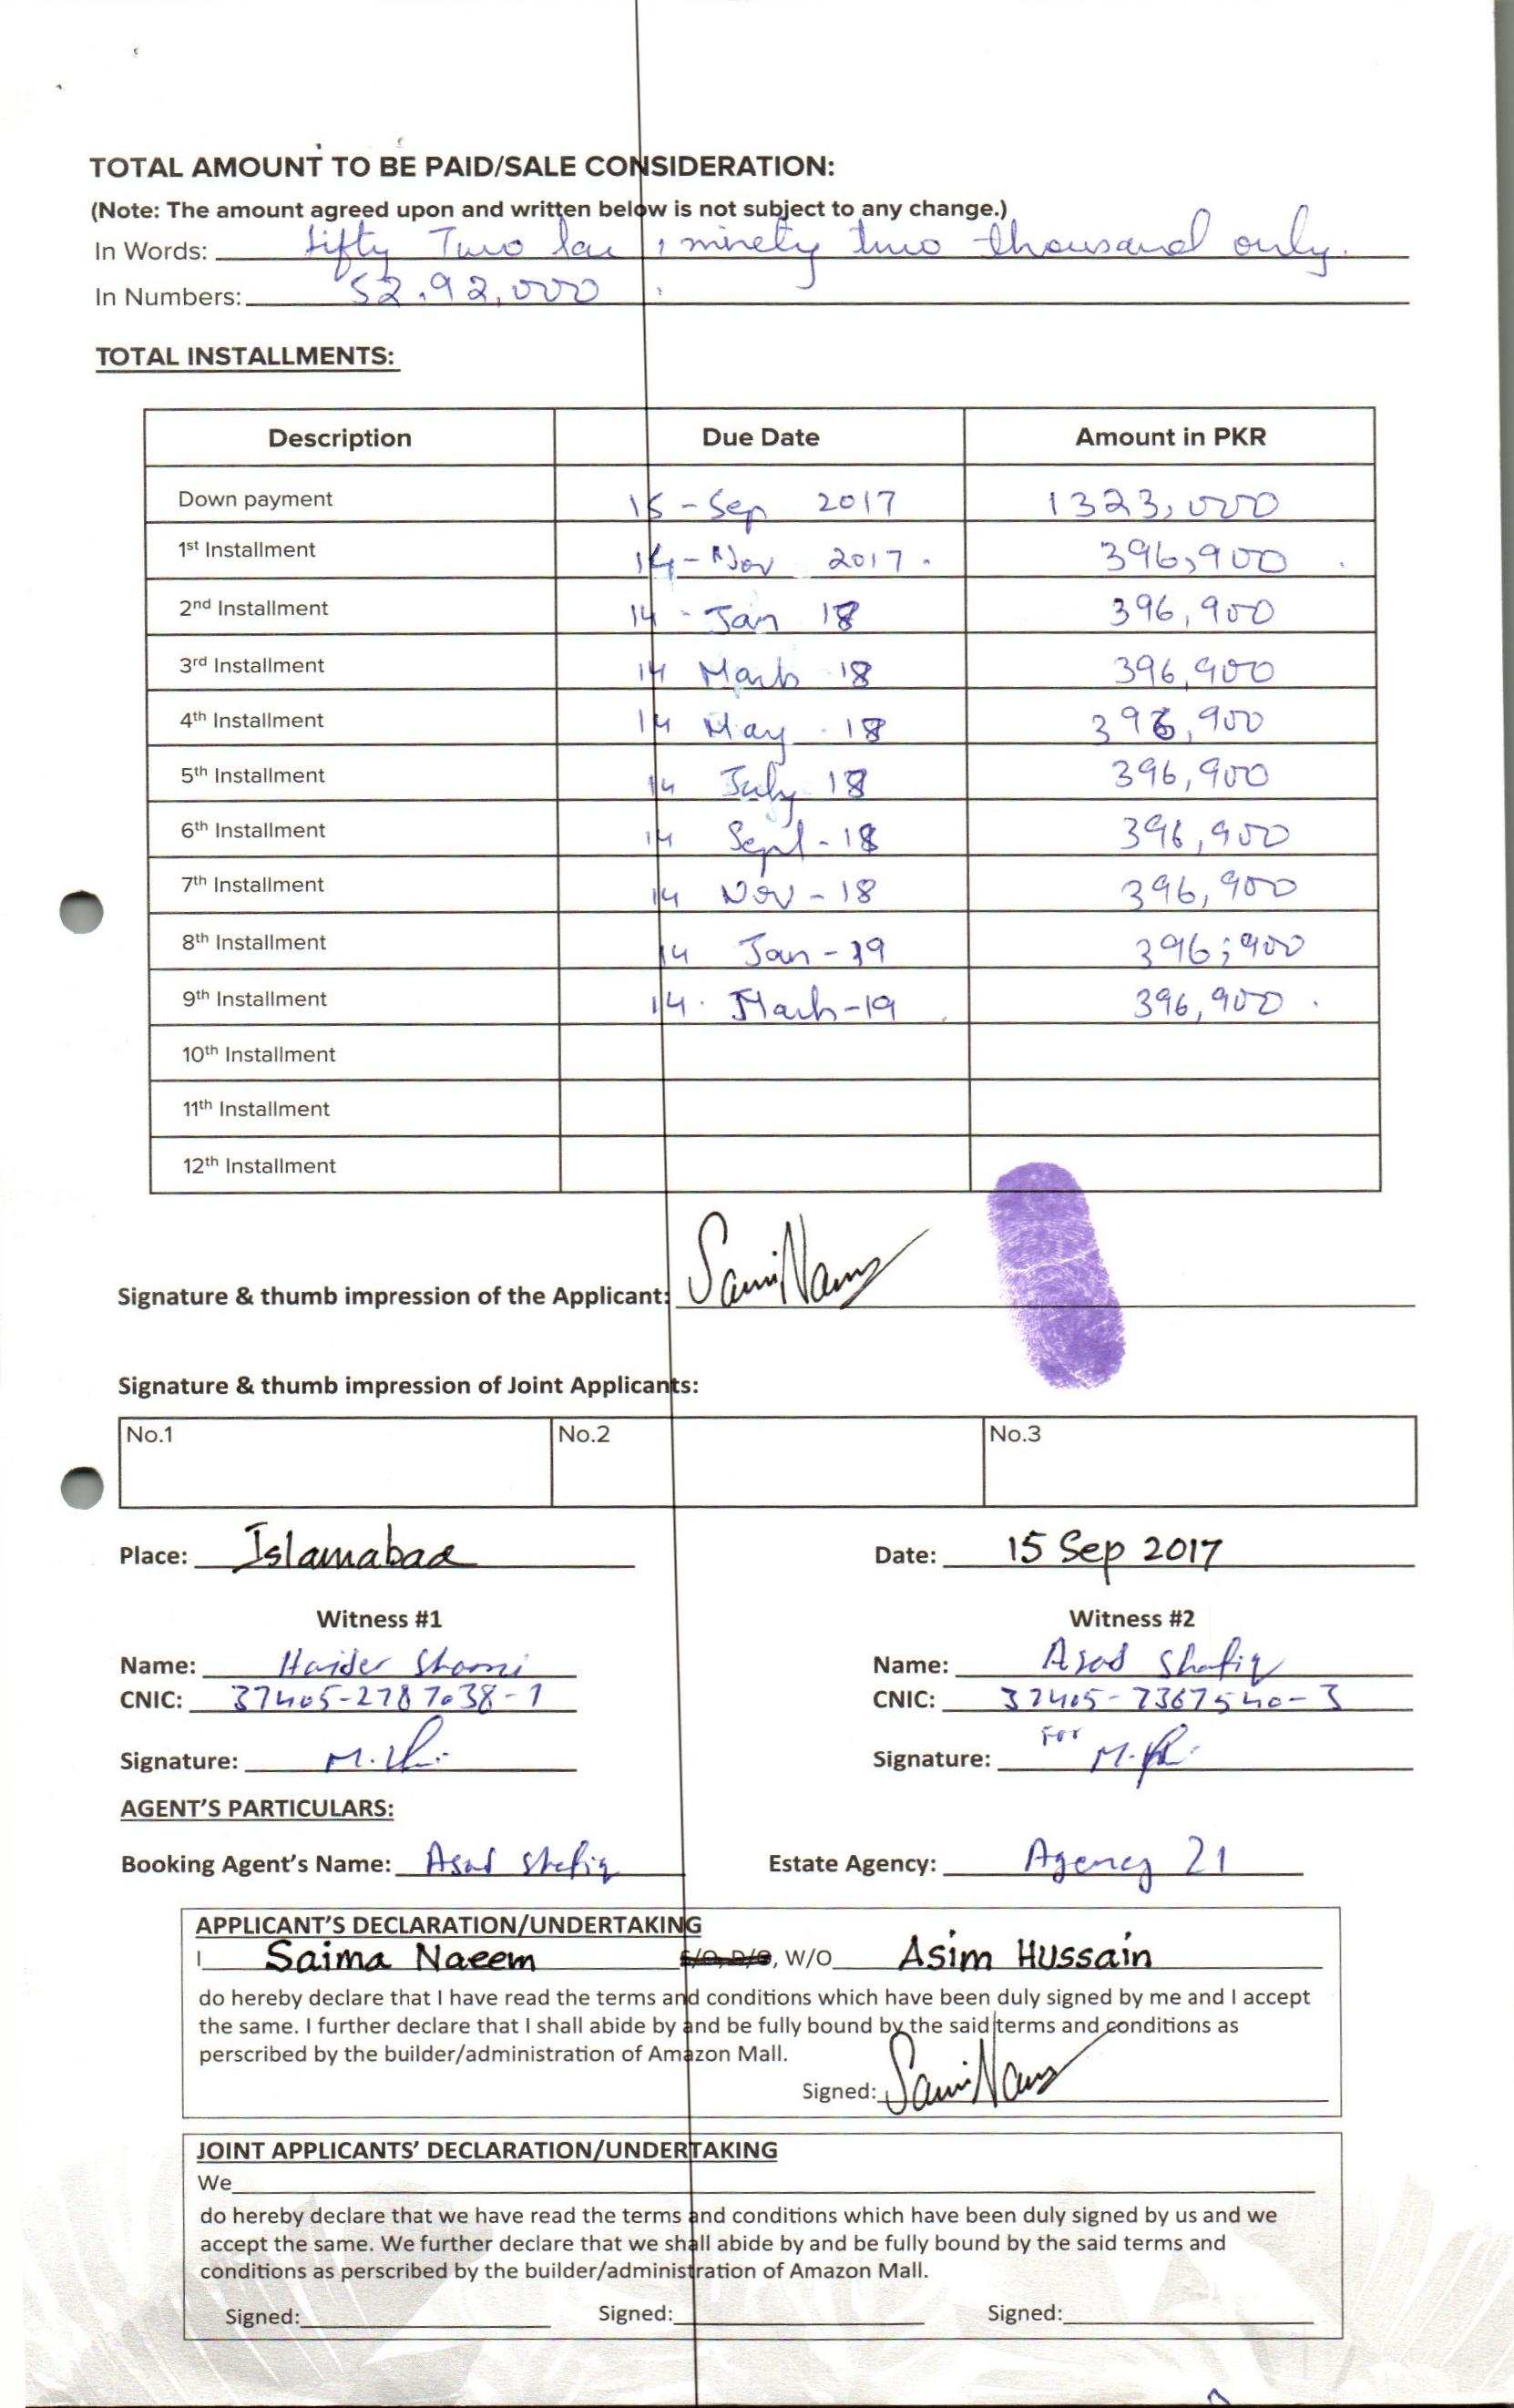 TOTAL AMOUNT TO BE PAID/SALE CONSIDERATION:
(Note: The amount agreed upon and written below is not subject to any change.)
In Words: fifty Two lac, ninety two thousand only.
In Numbers: 52,92,000
TOTAL INSTALLMENTS:
Description Due Date Amount in PKR
Down payment 15-Sep 2017 1323,000
1st Installment 14-Nov 2017. 396,900
2nd Installment 14-Jan 18 396,900
3rd Installment 14 March 18 396,900
4th Installment 14 May 18 396,900
5th Installment 14 July 18 396,900
6th Installment 14 Sept-18 396,900
7th Installment 14 Nov-18 396,900
8th Installment 14 Jan-19 396,900
9th Installment 14. March-19 396,900.
10th Installment
11th Installment
12th Installment
Signature & thumb impression of the Applicant:
Signature & thumb impression of Joint Applicants:
No.1 No.2 No.3
Place: Islamabad Date: 15 Sep 2017
Witness #1 Witness #2
Name: Haider Name: Asad Shafiq
CNIC: 37405-2787038-1 CNIC: 37405-7367540-3
Signature: Signature: For
AGENT'S PARTICULARS:
Booking Agent's Name: Asad Shafiq Estate Agency: Agency 21
APPLICANT'S DECLARATION/UNDERTAKING
I Saima Naeem S/O, D/O, W/O Asim Hussain
do hereby declare that I have read the terms and conditions which have been duly signed by me and I accept
the same. I further declare that I shall abide by and be fully bound by the said terms and conditions as
perscribed by the builder/administration of Amazon Mall.
Signed:
JOINT APPLICANTS' DECLARATION/UNDERTAKING
We
do hereby declare that we have read the terms and conditions which have been duly signed by us and we
accept the same. We further declare that we shall abide by and be fully bound by the said terms and
conditions as perscribed by the builder/administration of Amazon Mall.
Signed: Signed: Signed: